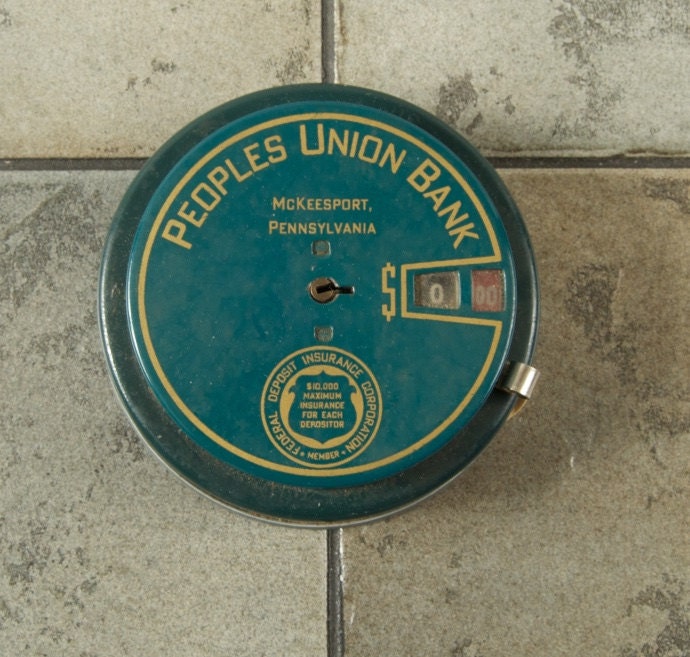 PEOPLES UNION BANK
MCKEESPORT,
PENNSYLVANIA
$ 0 00
FEDERAL DEPOSIT INSURANCE CORPORATION
$10,000
MAXIMUM
INSURANCE
FOR EACH
DEPOSITOR
* MEMBER *